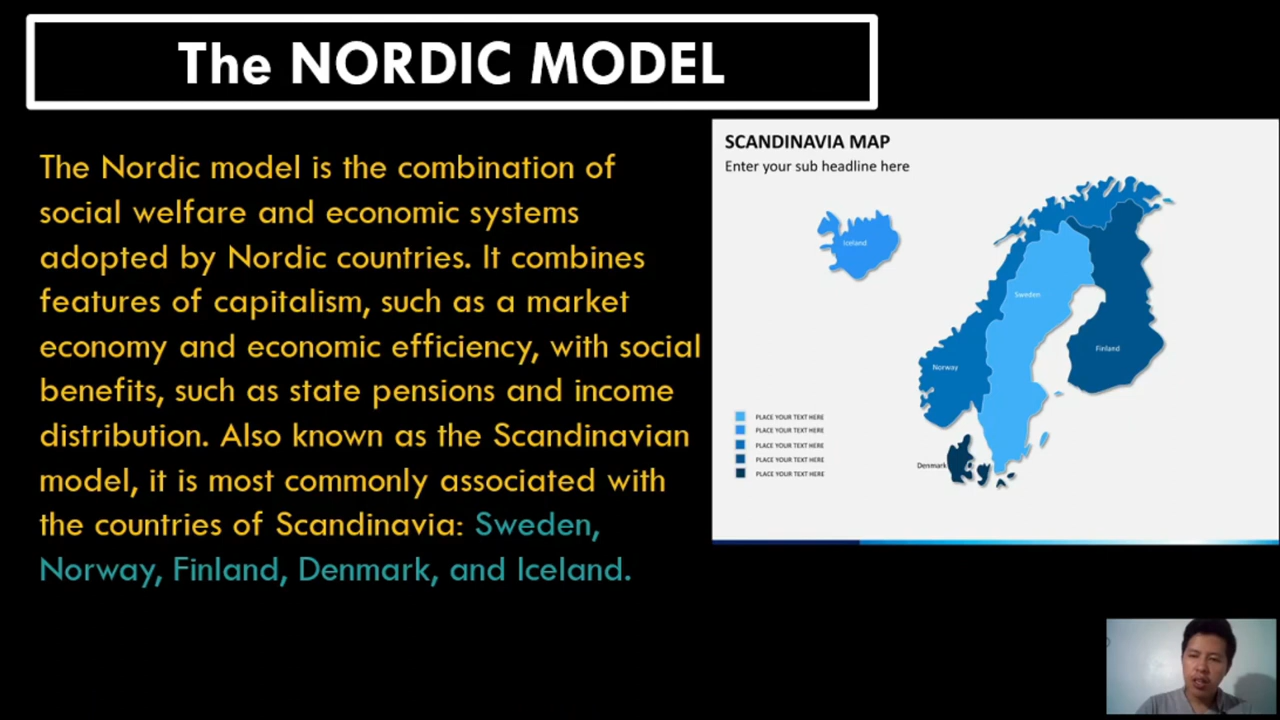 The NORDIC MODEL
The Nordic model is the combination of
social welfare and economic systems
adopted by Nordic countries. It combines
features of capitalism, such as a market
economy and economic efficiency, with social
benefits, such as state pensions and income
distribution. Also known as the Scandinavian
model, it is most commonly associated with
the countries of Scandinavia: Sweden,
Norway, Finland, Denmark, and Iceland.
SCANDINAVIA MAP
Enter your sub headline here
Iceland
Sweden
Finland
Norway
Denmark
PLACE YOUR TEXT HERE
PLACE YOUR TEXT HERE
PLACE YOUR TEXT HERE
PLACE YOUR TEXT HERE
PLACE YOUR TEXT HERE